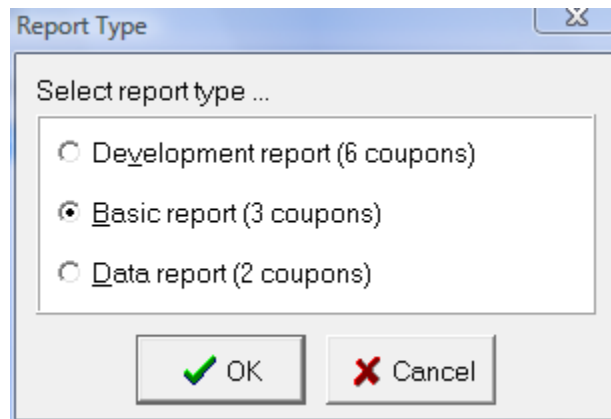 Report Type
Select report type ...
Development report (6 coupons)
Basic report (3 coupons)
Data report (2 coupons)
OK Cancel